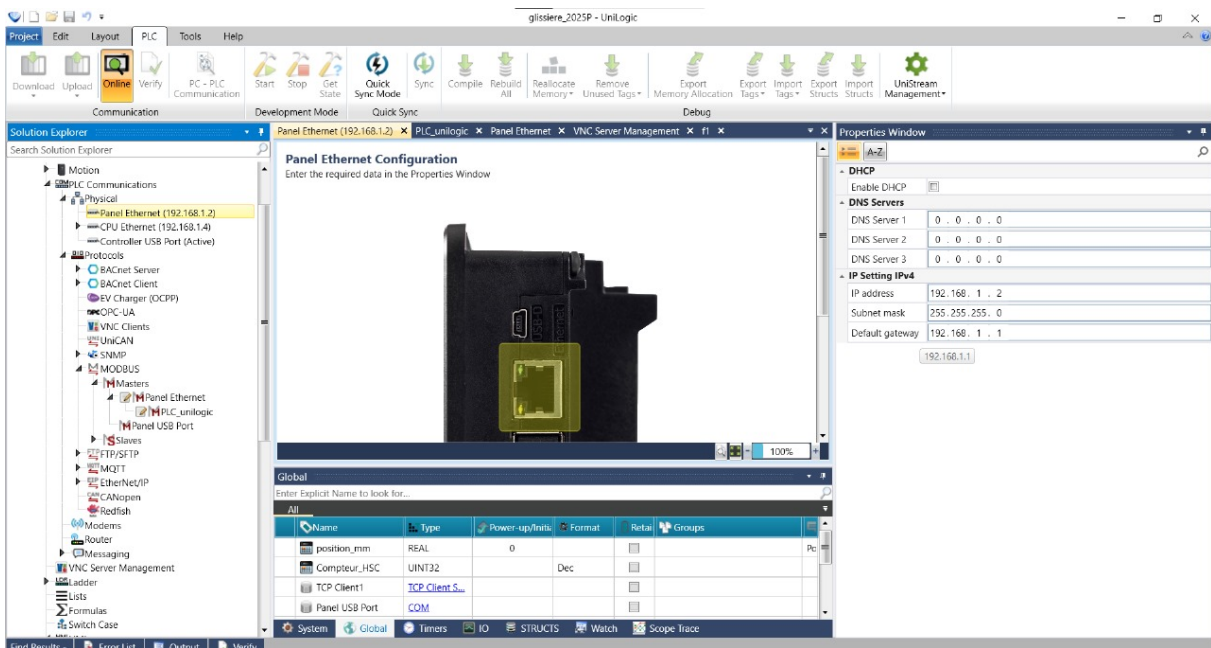 glissiere_2025P - UniLogic
Project Edit Layout PLC Tools Help
Download Upload Online Verify PC - PLC Communication Start Stop Get State Quick Sync Mode Sync Compile Rebuild All Reallocate Memory Remove Unused Tags Export Memory Allocation Export Tags Import Tags Export Structs Import Structs UniStream Management
Communication Development Mode Quick Sync Debug
Solution Explorer
Search Solution Explorer
Motion
PLC Communications
Physical
Panel Ethernet (192.168.1.2)
CPU Ethernet (192.168.1.4)
Controller USB Port (Active)
Protocols
BACnet Server
BACnet Client
EV Charger (OCPP)
OPC-UA
VNC Clients
UniCAN
SNMP
MODBUS
Masters
Panel Ethernet
PLC_unilogic
Panel USB Port
Slaves
FTP/SFTP
MQTT
EtherNet/IP
CANopen
Redfish
Modems
Router
Messaging
VNC Server Management
Ladder
Lists
Formulas
Switch Case
Panel Ethernet (192.168.1.2) PLC_unilogic Panel Ethernet VNC Server Management f1
Panel Ethernet Configuration
Enter the required data in the Properties Window
USB-D
Ethernet
100%
Global
Enter Explicit Name to look for...
All
Name Type Power-up/Initi Format Retai Groups
position_mm REAL 0 Po
Compteur_HSC UINT32 Dec
TCP Client1 TCP Client S...
Panel USB Port COM
System Global Timers IO STRUCTS Watch Scope Trace
Properties Window
A-Z
DHCP
Enable DHCP
DNS Servers
DNS Server 1 0 . 0 . 0 . 0
DNS Server 2 0 . 0 . 0 . 0
DNS Server 3 0 . 0 . 0 . 0
IP Setting IPv4
IP address 192.168. 1 . 2
Subnet mask 255.255.255. 0
Default gateway 192.168. 1 . 1
192.168.1.1
Find Results - Error List Output Verify